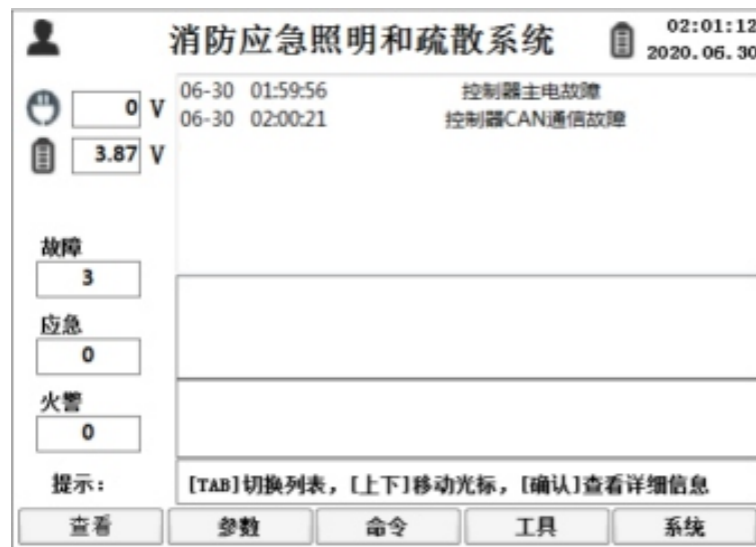 消防应急照明和疏散系统
02:01:12
2020.06.30
0 V
3.87 V
06-30 01:59:56 控制器主电故障
06-30 02:00:21 控制器CAN通信故障
故障
3
应急
0
火警
0
提示: [TAB]切换列表，[上下]移动光标，[确认]查看详细信息
查看 参数 命令 工具 系统